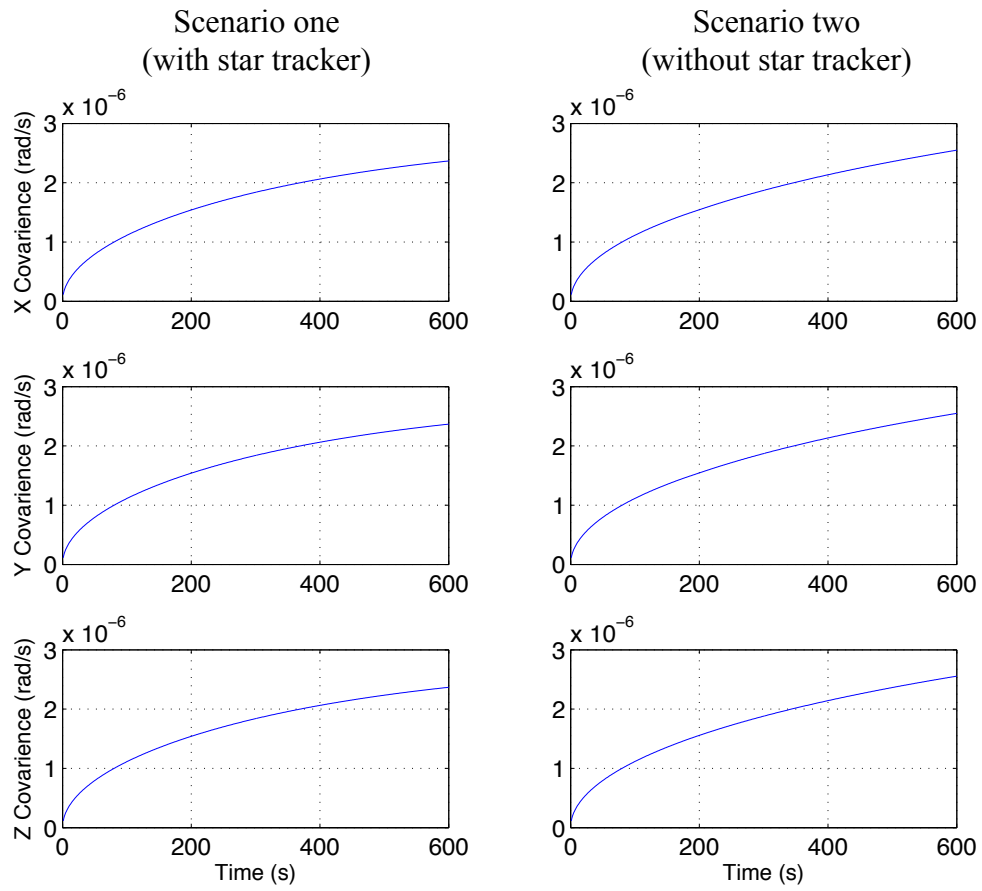 Scenario one
(with star tracker)
Scenario two
(without star tracker)
x 10⁻⁶
3
2
1
0
X Covarience (rad/s)
0 200 400 600
x 10⁻⁶
3
2
1
0
0 200 400 600
x 10⁻⁶
3
2
1
0
Y Covarience (rad/s)
0 200 400 600
x 10⁻⁶
3
2
1
0
0 200 400 600
x 10⁻⁶
3
2
1
0
Z Covarience (rad/s)
0 200 400 600
Time (s)
x 10⁻⁶
3
2
1
0
0 200 400 600
Time (s)